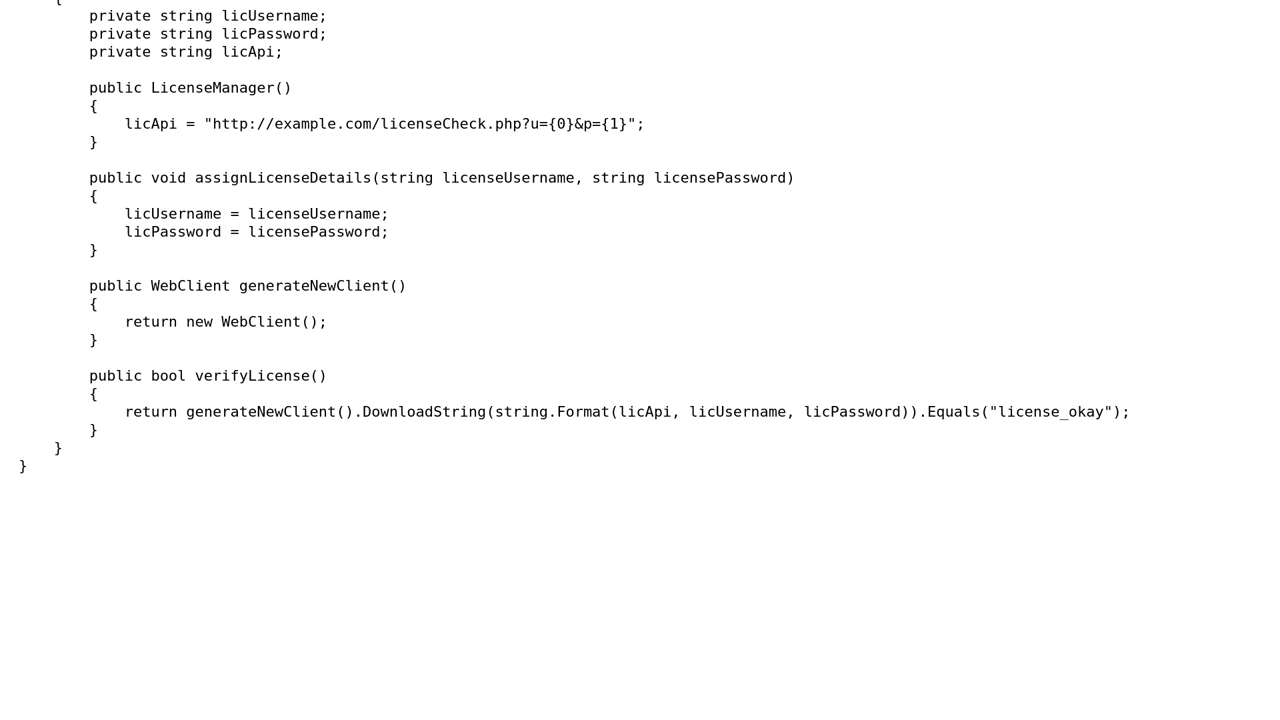 {
private string licUsername;
private string licPassword;
private string licApi;
public LicenseManager()
{
licApi = "http://example.com/licenseCheck.php?u={0}&p={1}";
}
public void assignLicenseDetails(string licenseUsername, string licensePassword)
{
licUsername = licenseUsername;
licPassword = licensePassword;
}
public WebClient generateNewClient()
{
return new WebClient();
}
public bool verifyLicense()
{
return generateNewClient().DownloadString(string.Format(licApi, licUsername, licPassword)).Equals("license_okay");
}
}
}